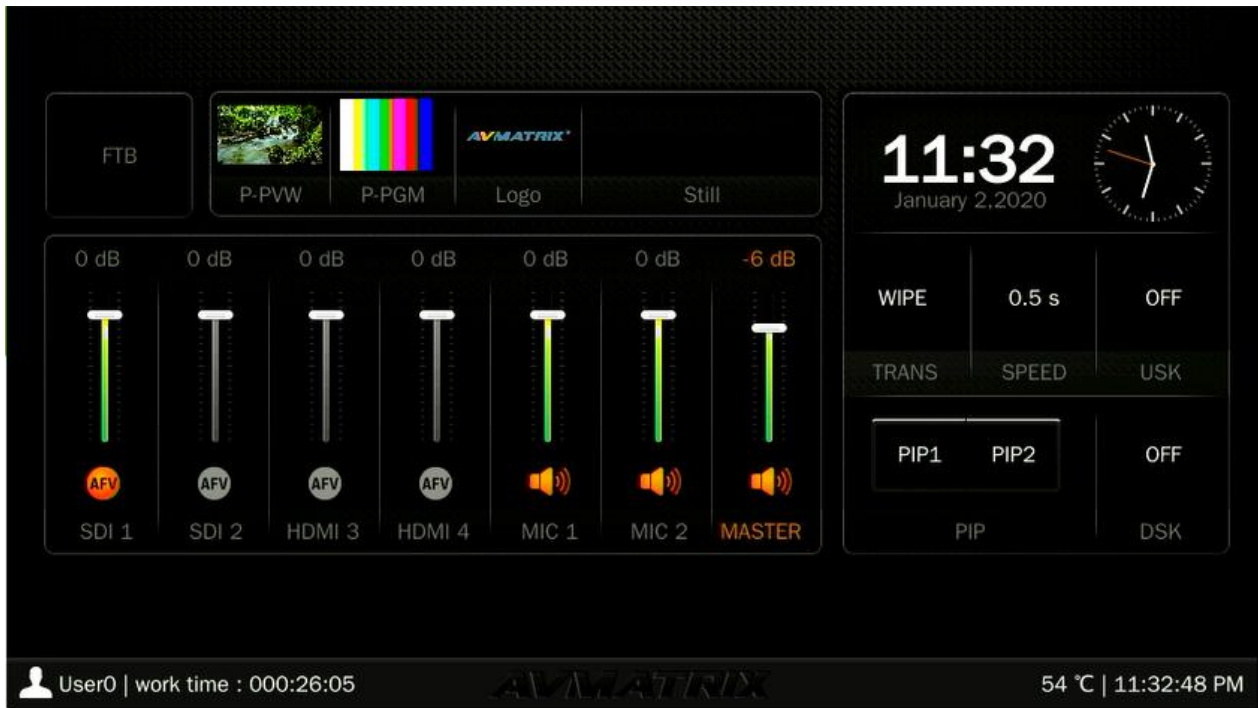 FTB
AVMATRIX
P-PVW P-PGM Logo Still
0 dB 0 dB 0 dB 0 dB 0 dB 0 dB -6 dB
AFV AFV AFV AFV
SDI 1 SDI 2 HDMI 3 HDMI 4 MIC 1 MIC 2 MASTER
11:32
January 2,2020
WIPE 0.5 s OFF
TRANS SPEED USK
PIP1 PIP2 OFF
PIP DSK
User0 | work time : 000:26:05 AVMATRIX 54 ℃ | 11:32:48 PM